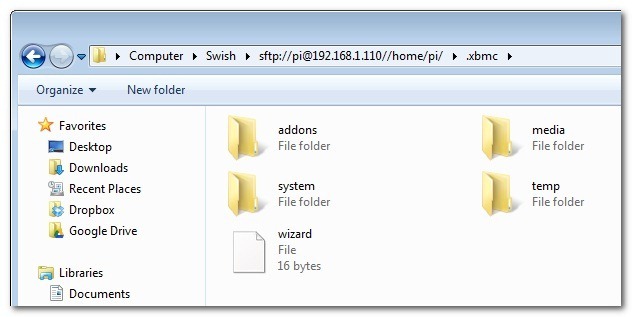 Computer Swish sftp://pi@192.168.1.110//home/pi/ .xbmc
Organize New folder
Favorites
Desktop
Downloads
Recent Places
Dropbox
Google Drive
Libraries
Documents
addons
File folder
media
File folder
system
File folder
temp
File folder
wizard
File
16 bytes